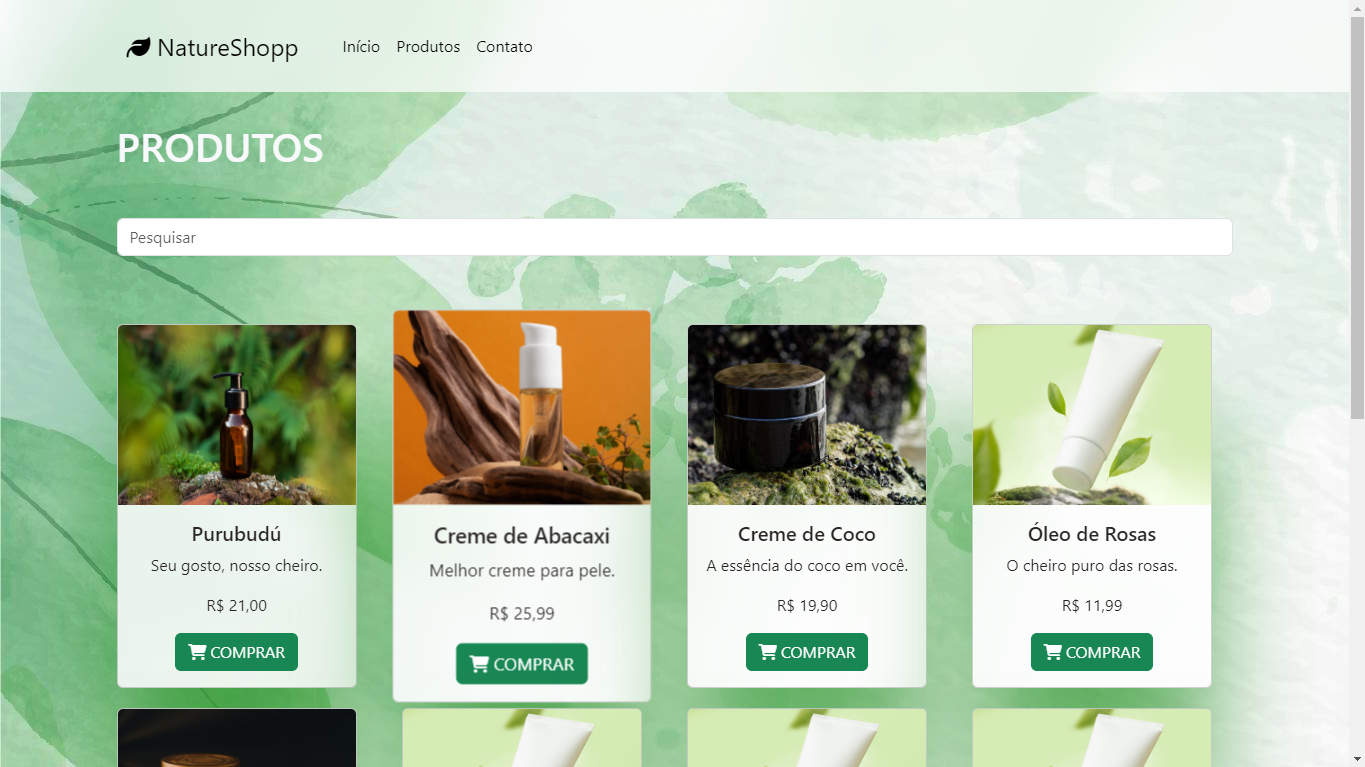 NatureShopp
Início Produtos Contato
PRODUTOS
Pesquisar
Purubudú
Seu gosto, nosso cheiro.
R$ 21,00
COMPRAR
Creme de Abacaxi
Melhor creme para pele.
R$ 25,99
COMPRAR
Creme de Coco
A essência do coco em você.
R$ 19,90
COMPRAR
Óleo de Rosas
O cheiro puro das rosas.
R$ 11,99
COMPRAR